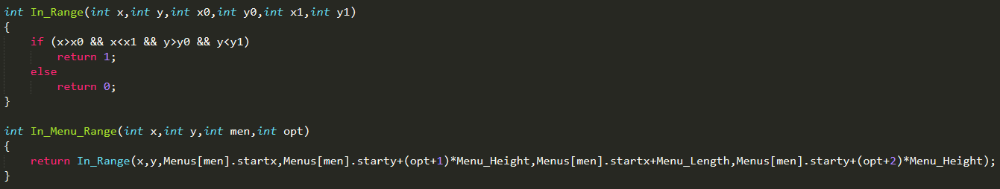 int In_Range(int x,int y,int x0,int y0,int x1,int y1)
{
    if (x>x0 && x<x1 && y>y0 && y<y1)
        return 1;
    else
        return 0;
}
int In_Menu_Range(int x,int y,int men,int opt)
{
    return In_Range(x,y,Menus[men].startx,Menus[men].starty+(opt+1)*Menu_Height,Menus[men].startx+Menu_Length,Menus[men].starty+(opt+2)*Menu_Height);
}